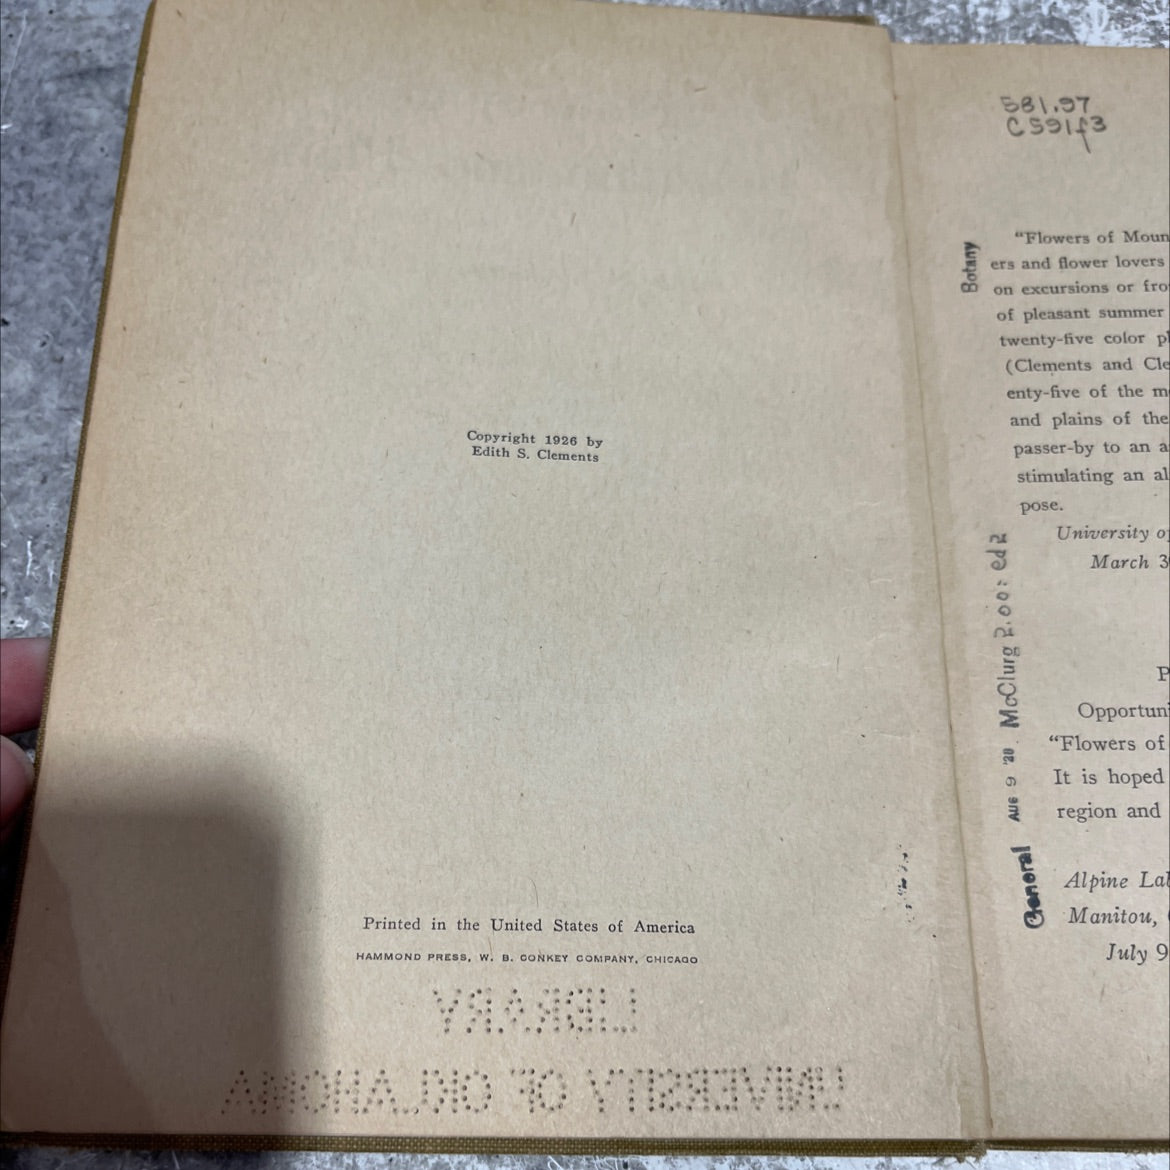 Copyright 1926 by
Edith S. Clements
Printed in the United States of America
HAMMOND PRESS, W. B. CONKEY COMPANY, CHICAGO
LIBRARY
UNIVERSITY OF OKLAHOMA
581.97
C591f3
Botany
"Flowers of Moun
ers and flower lovers
on excursions or fro
of pleasant summer
twenty-five color pl
(Clements and Cle
enty-five of the m
and plains of the
passer-by to an a
stimulating an al
pose.
University o
March 3
McClurg 2.00: ed 2
AUG 9 '28
General
P
Opportun
"Flowers of
It is hoped
region and
Alpine La
Manitou,
July 9